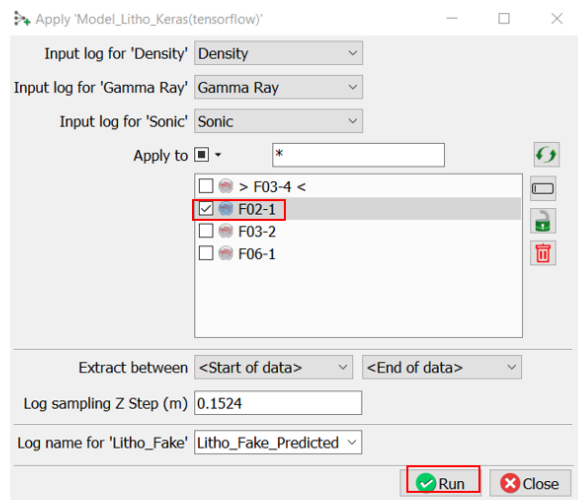 Apply 'Model_Litho_Keras(tensorflow)'
Input log for 'Density' Density
Input log for 'Gamma Ray' Gamma Ray
Input log for 'Sonic' Sonic
Apply to *
> F03-4 <
F02-1
F03-2
F06-1
Extract between <Start of data> <End of data>
Log sampling Z Step (m) 0.1524
Log name for 'Litho_Fake' Litho_Fake_Predicted
Run Close